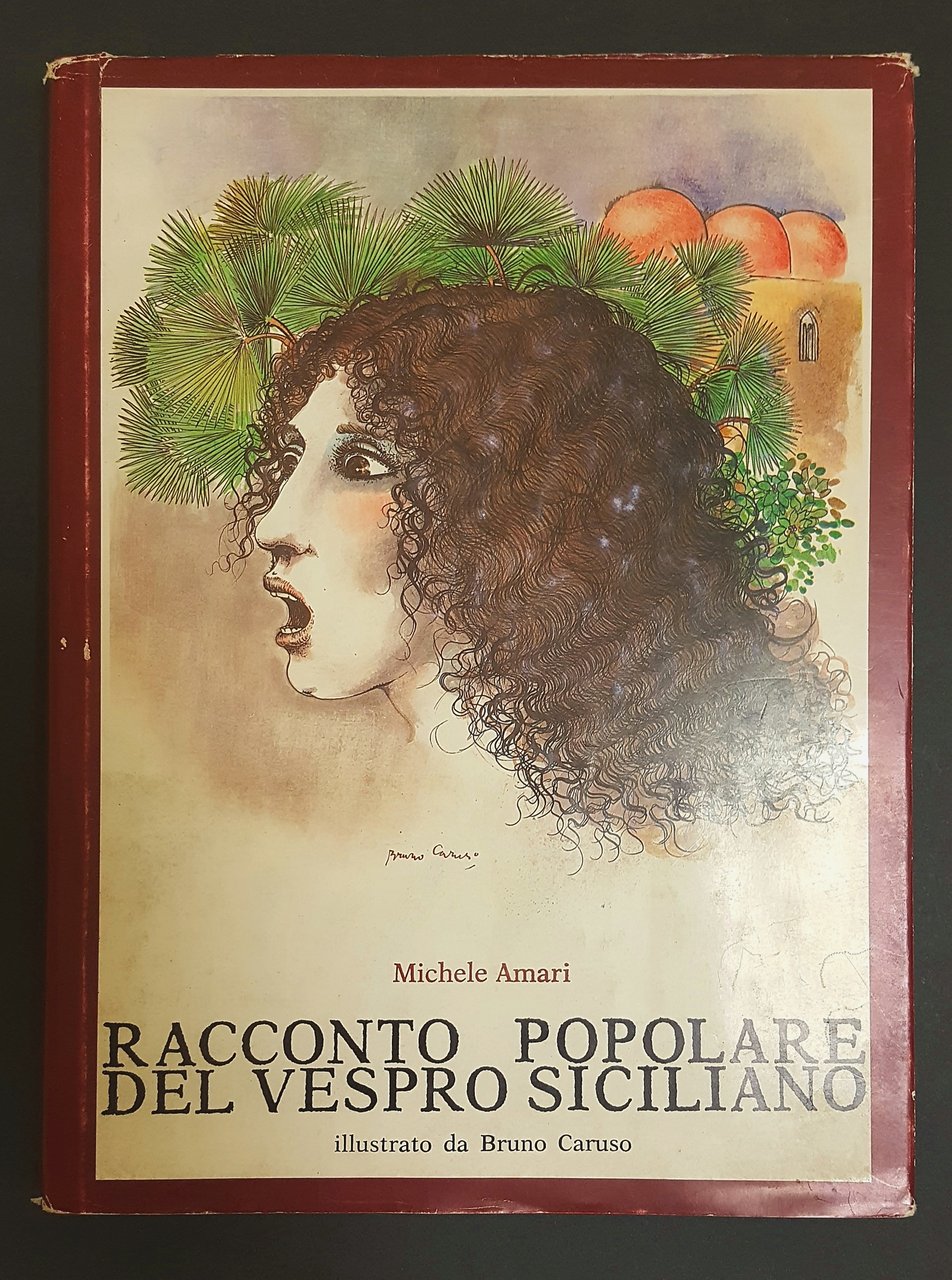 Bruno Caruso
Michele Amari
RACCONTO POPOLARE
DEL VESPRO SICILIANO
illustrato da Bruno Caruso